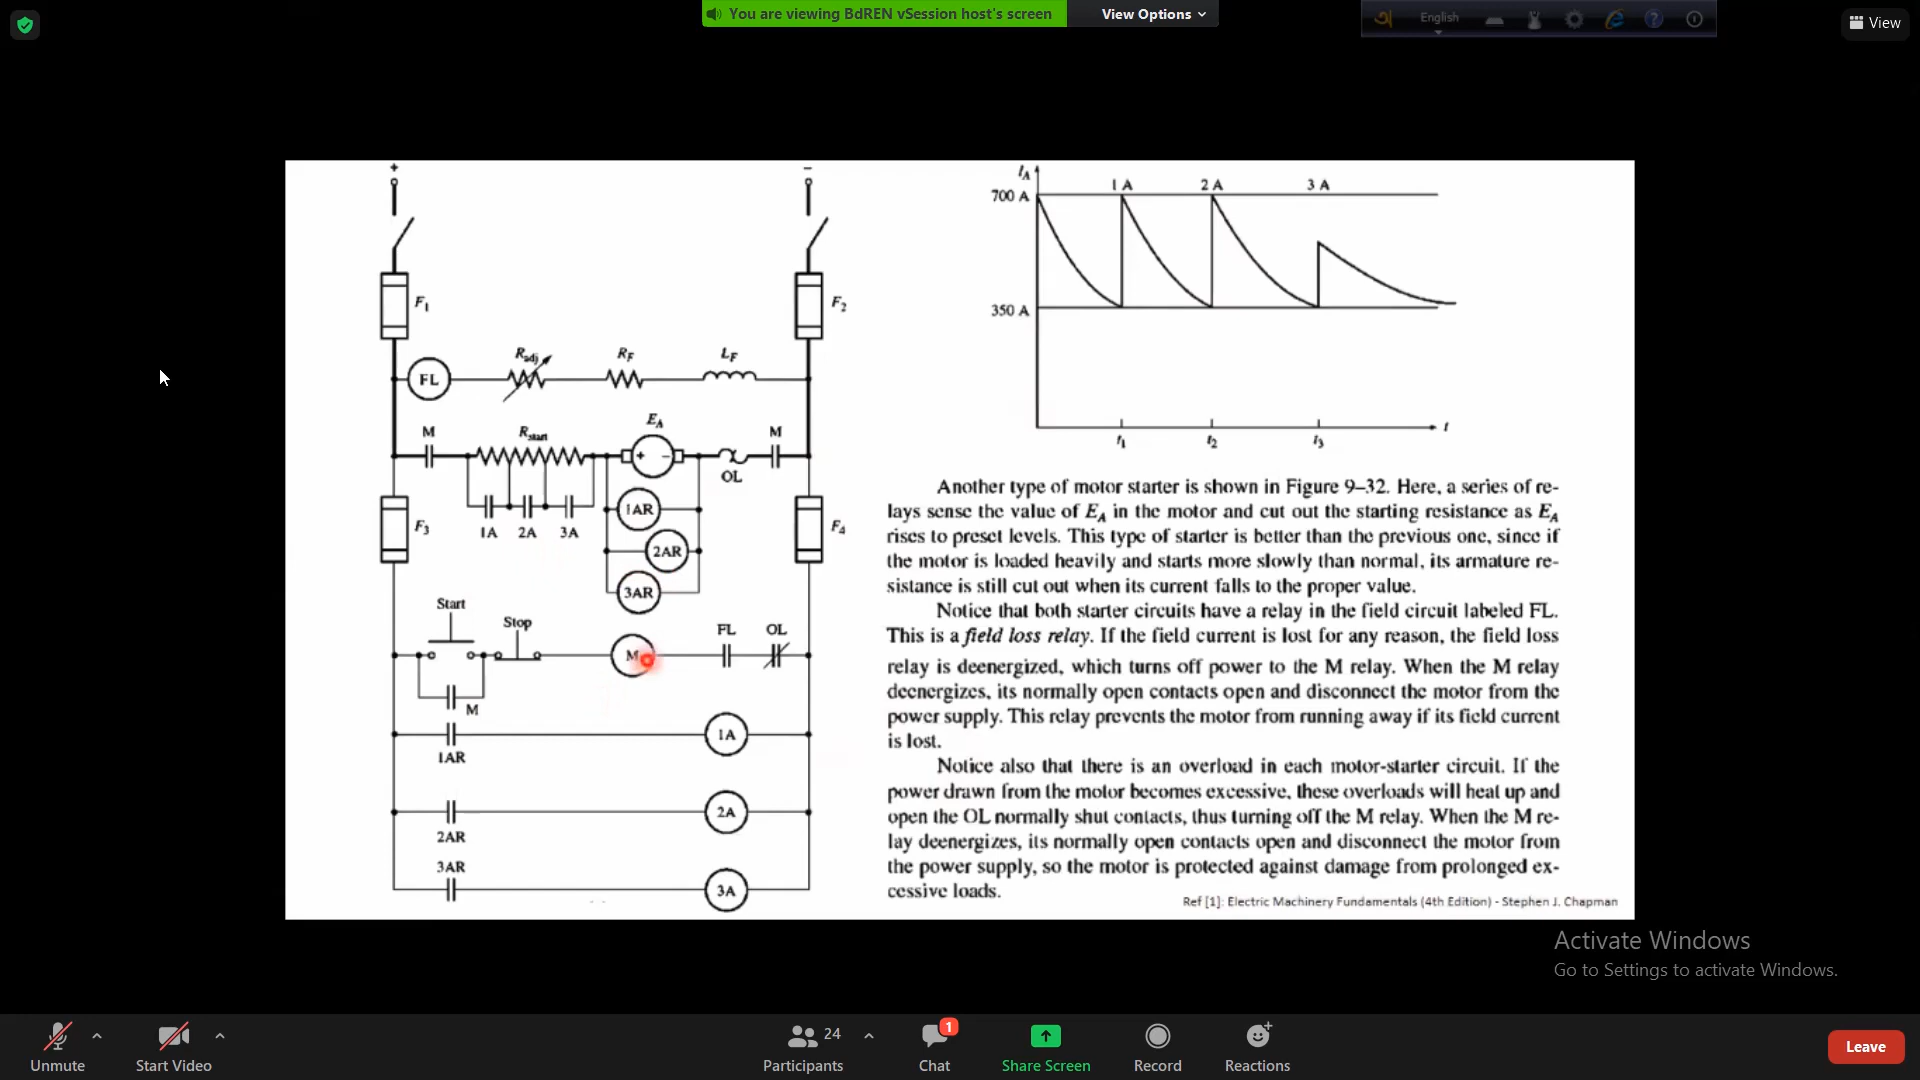 You are viewing BdREN vSession host's screen
View Options
English
View
+
–
F1
F2
Radj
RF
LF
FL
M
Rstart
EA
M
+ –
OL
1A 2A 3A
1AR
2AR
3AR
F3
F4
Start
Stop
M
FL
OL
M
1AR
1A
2AR
2A
3AR
3A
IA
700 A
1 A
2 A
3 A
350 A
t1
t2
t3
t
Another type of motor starter is shown in Figure 9–32. Here, a series of re-
lays sense the value of EA in the motor and cut out the starting resistance as EA
rises to preset levels. This type of starter is better than the previous one, since if
the motor is loaded heavily and starts more slowly than normal, its armature re-
sistance is still cut out when its current falls to the proper value.
Notice that both starter circuits have a relay in the field circuit labeled FL.
This is a field loss relay. If the field current is lost for any reason, the field loss
relay is deenergized, which turns off power to the M relay. When the M relay
deenergizes, its normally open contacts open and disconnect the motor from the
power supply. This relay prevents the motor from running away if its field current
is lost.
Notice also that there is an overload in each motor-starter circuit. If the
power drawn from the motor becomes excessive, these overloads will heat up and
open the OL normally shut contacts, thus turning off the M relay. When the M re-
lay deenergizes, its normally open contacts open and disconnect the motor from
the power supply, so the motor is protected against damage from prolonged ex-
cessive loads.
Ref [1]: Electric Machinery Fundamentals (4th Edition) - Stephen J. Chapman
Activate Windows
Go to Settings to activate Windows.
Unmute
Start Video
24
Participants
1
Chat
Share Screen
Record
Reactions
Leave